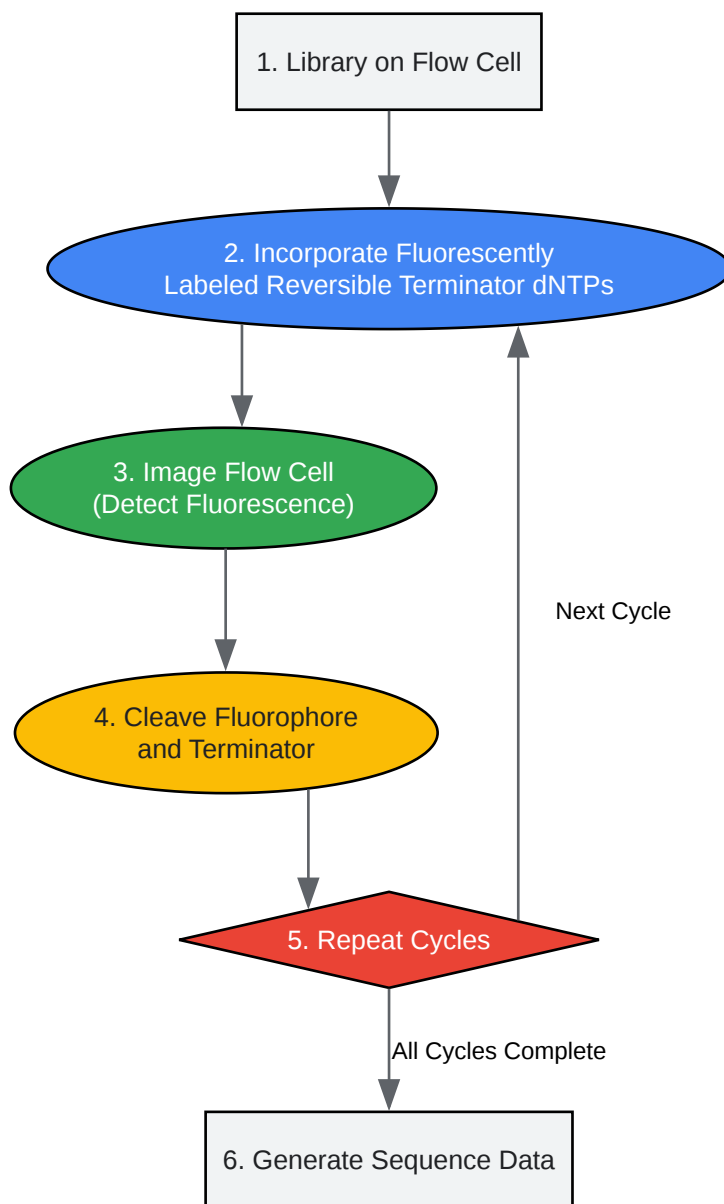 1. Library on Flow Cell
2. Incorporate Fluorescently
Labeled Reversible Terminator dNTPs
3. Image Flow Cell
(Detect Fluorescence)
Next Cycle
4. Cleave Fluorophore
and Terminator
5. Repeat Cycles
All Cycles Complete
6. Generate Sequence Data